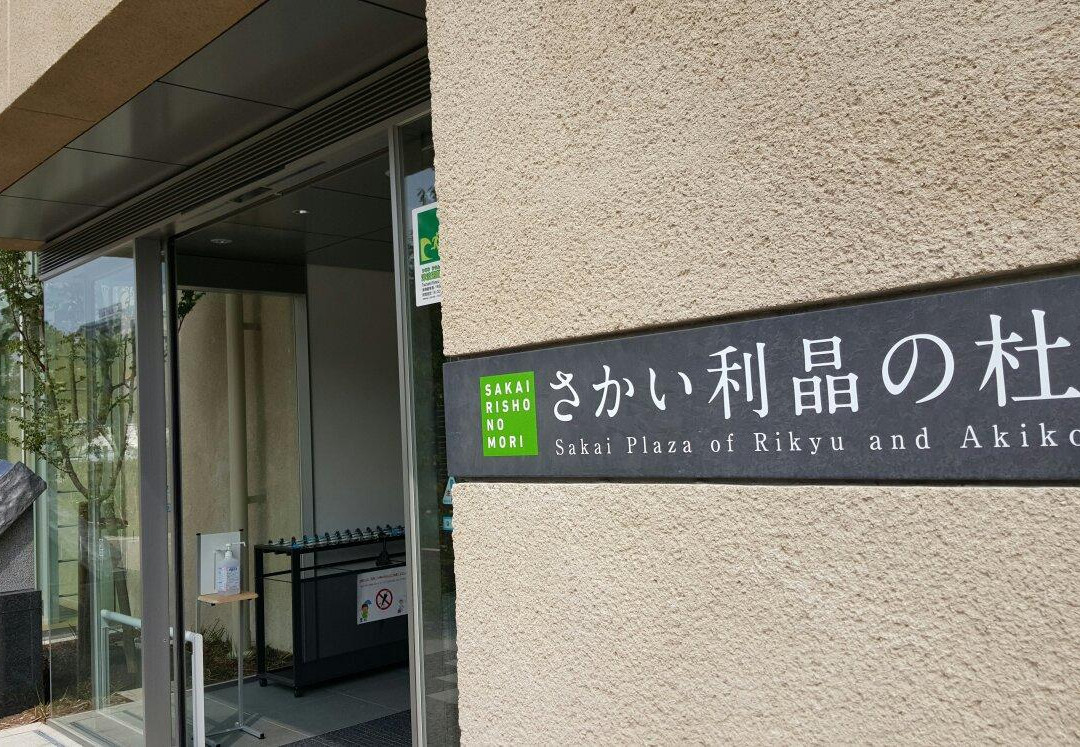 SAKAI
RISHO
NO
MORI
さかい利晶の杜
Sakai Plaza of Rikyu and Akiko